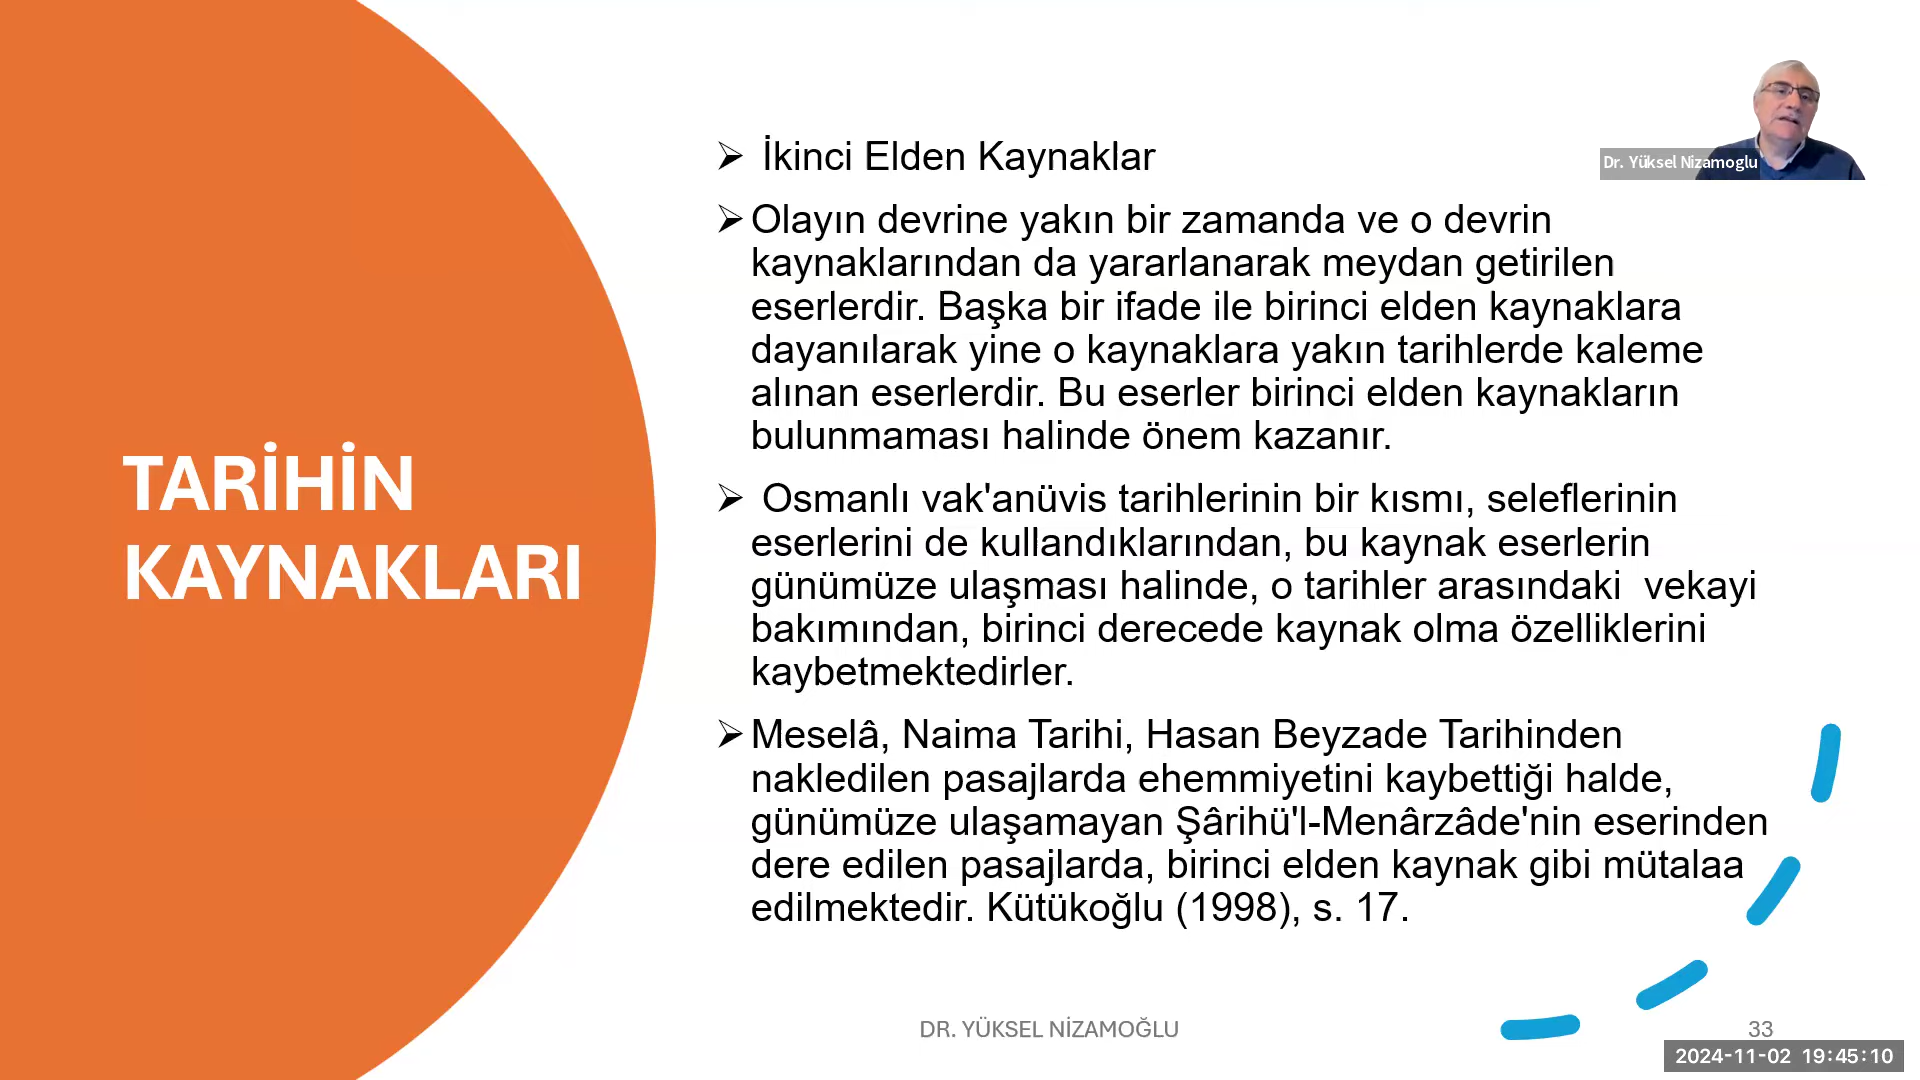 TARİHİN
KAYNAKLARI
➢ İkinci Elden Kaynaklar
➢ Olayın devrine yakın bir zamanda ve o devrin
kaynaklarından da yararlanarak meydan getirilen
eserlerdir. Başka bir ifade ile birinci elden kaynaklara
dayanılarak yine o kaynaklara yakın tarihlerde kaleme
alınan eserlerdir. Bu eserler birinci elden kaynakların
bulunmaması halinde önem kazanır.
➢ Osmanlı vak'anüvis tarihlerinin bir kısmı, seleflerinin
eserlerini de kullandıklarından, bu kaynak eserlerin
günümüze ulaşması halinde, o tarihler arasındaki vekayi
bakımından, birinci derecede kaynak olma özelliklerini
kaybetmektedirler.
➢ Meselâ, Naima Tarihi, Hasan Beyzade Tarihinden
nakledilen pasajlarda ehemmiyetini kaybettiği halde,
günümüze ulaşamayan Şârihü'l-Menârzâde'nin eserinden
dere edilen pasajlarda, birinci elden kaynak gibi mütalaa
edilmektedir. Kütükoğlu (1998), s. 17.
Dr. Yüksel Nizamoglu
DR. YÜKSEL NİZAMOĞLU
33
2024-11-02 19:45:10